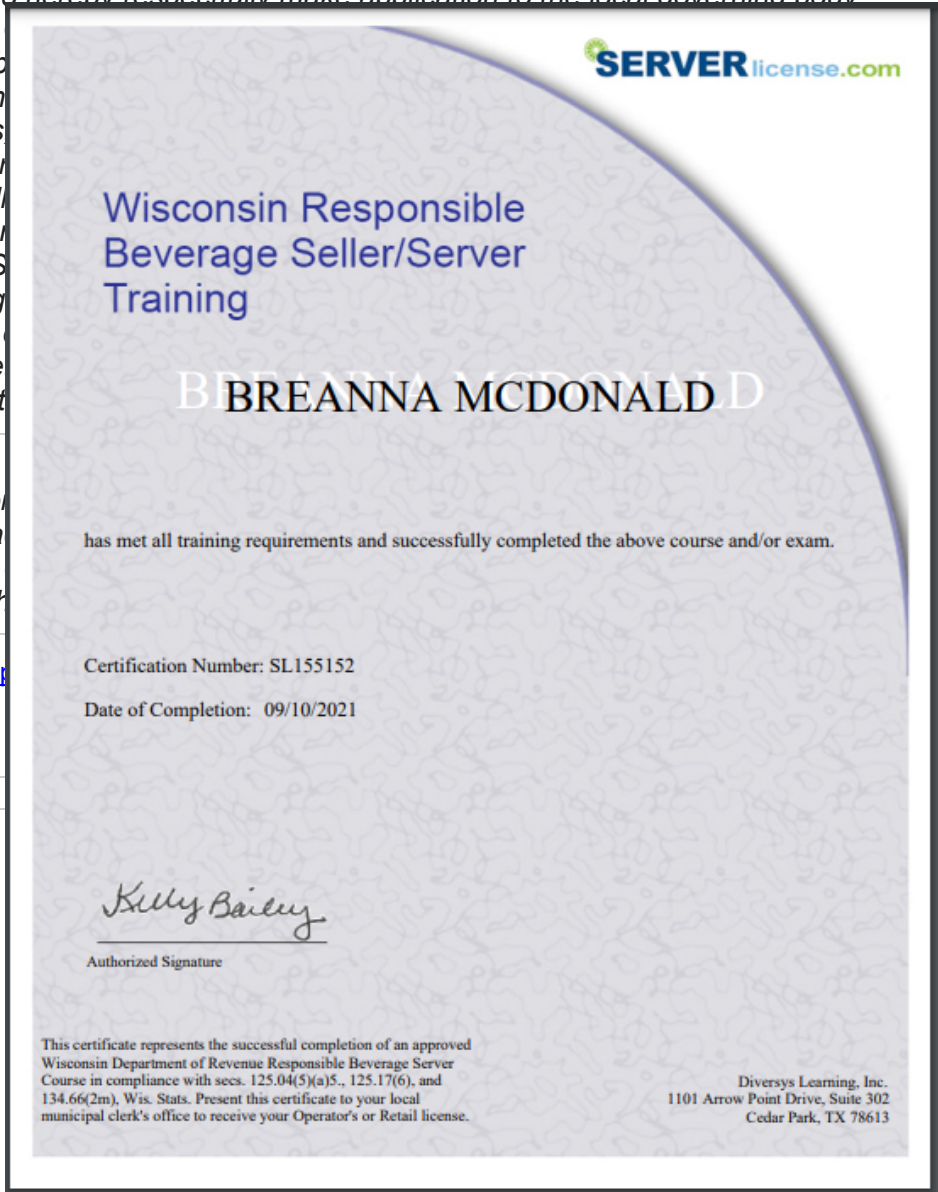 SERVER license.com
Wisconsin Responsible
Beverage Seller/Server
Training
BREANNA MCDONALD
BREANNA MCDONALD
has met all training requirements and successfully completed the above course and/or exam.
Certification Number: SL155152
Date of Completion: 09/10/2021
Kelly Bailey
Authorized Signature
This certificate represents the successful completion of an approved
Wisconsin Department of Revenue Responsible Beverage Server
Course in compliance with secs. 125.04(5)(a)5., 125.17(6), and
134.66(2m), Wis. Stats. Present this certificate to your local
municipal clerk's office to receive your Operator's or Retail license.
Diversys Learning, Inc.
1101 Arrow Point Drive, Suite 302
Cedar Park, TX 78613